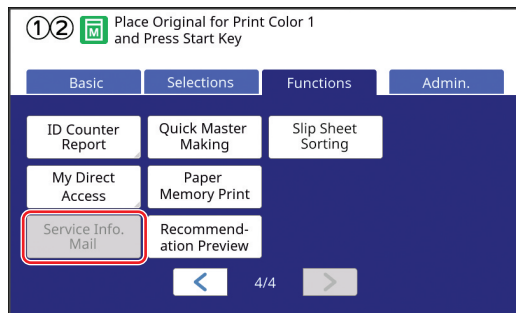 ①② M Place Original for Print Color 1
and Press Start Key
Basic Selections Functions Admin.
ID Counter
Report
Quick Master
Making
Slip Sheet
Sorting
My Direct
Access
Paper
Memory Print
Service Info.
Mail
Recommend-
ation Preview
< 4/4 >